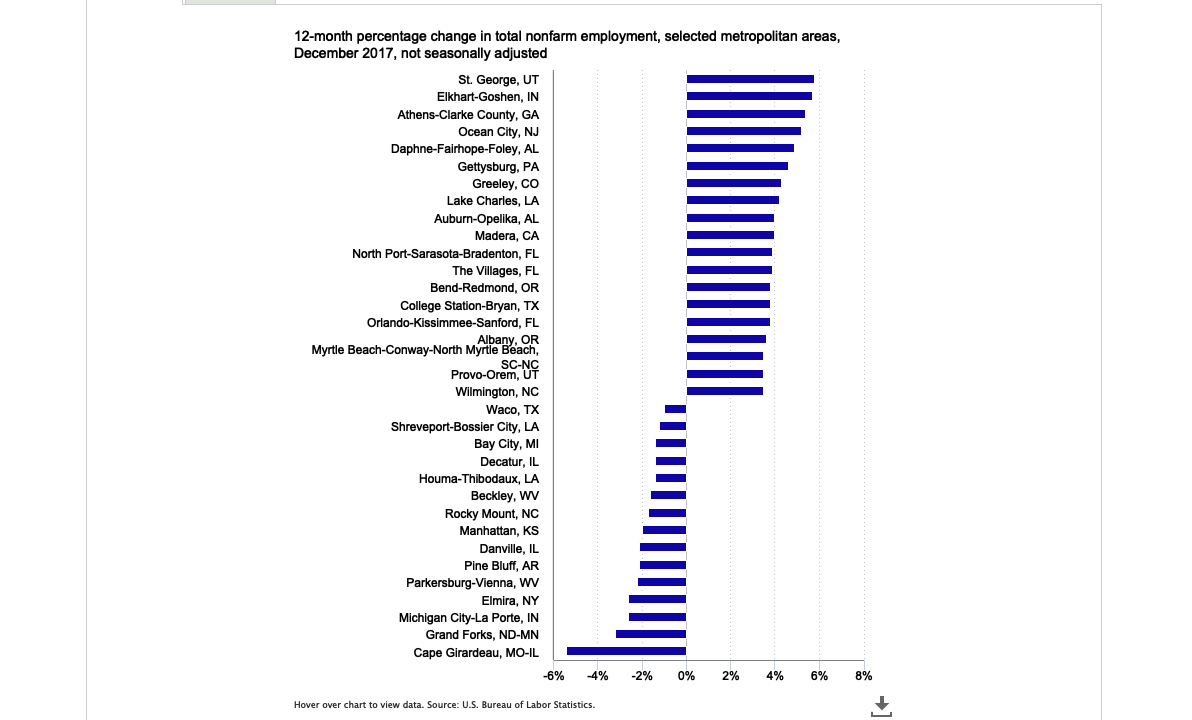 12-month percentage change in total nonfarm employment, selected metropolitan areas,
December 2017, not seasonally adjusted
St. George, UT
Elkhart-Goshen, IN
Athens-Clarke County, GA
Ocean City, NJ
Daphne-Fairhope-Foley, AL
Gettysburg, PA
Greeley, CO
Lake Charles, LA
Auburn-Opelika, AL
Madera, CA
North Port-Sarasota-Bradenton, FL
The Villages, FL
Bend-Redmond, OR
College Station-Bryan, TX
Orlando-Kissimmee-Sanford, FL
Albany, OR
Myrtle Beach-Conway-North Myrtle Beach,
SC-NC
Provo-Orem, UT
Wilmington, NC
Waco, TX
Shreveport-Bossier City, LA
Bay City, MI
Decatur, IL
Houma-Thibodaux, LA
Beckley, WV
Rocky Mount, NC
Manhattan, KS
Danville, IL
Pine Bluff, AR
Parkersburg-Vienna, WV
Elmira, NY
Michigan City-La Porte, IN
Grand Forks, ND-MN
Cape Girardeau, MO-IL
-6% -4% -2% 0% 2% 4% 6% 8%
Hover over chart to view data. Source: U.S. Bureau of Labor Statistics.